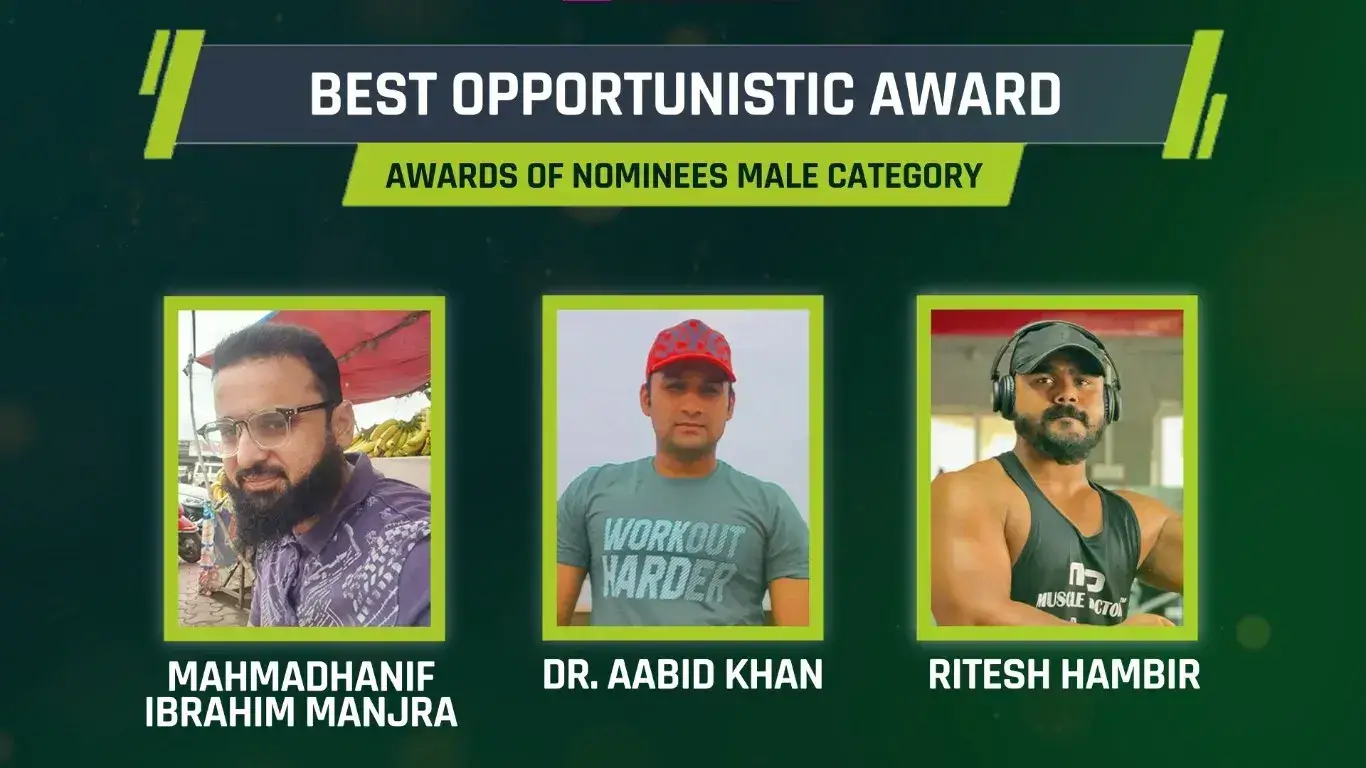 BEST OPPORTUNISTIC AWARD
AWARDS OF NOMINEES MALE CATEGORY
WORKOUT
HARDER
MUSCLE
MAHMADHANIF
IBRAHIM MANJRA
DR. AABID KHAN
RITESH HAMBIR